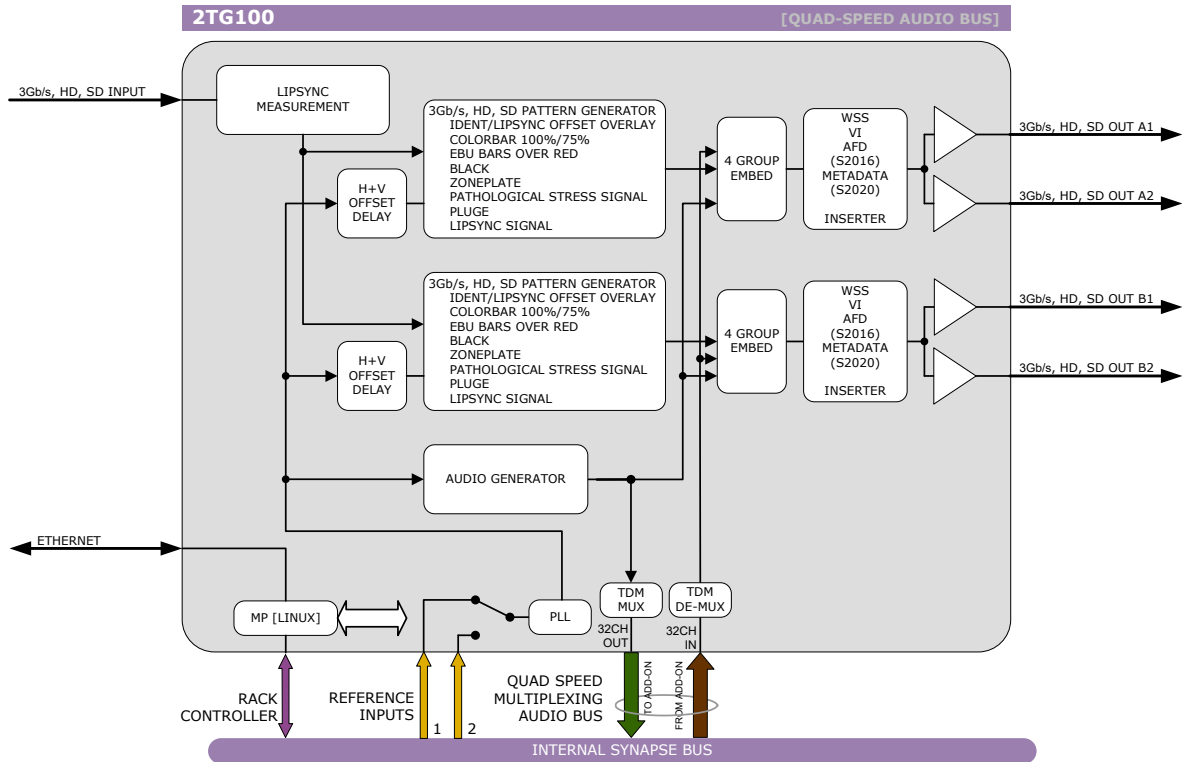 2TG100
[QUAD-SPEED AUDIO BUS]
3Gb/s, HD, SD INPUT
LIPSYNC
MEASUREMENT
3Gb/s, HD, SD PATTERN GENERATOR
IDENT/LIPSYNC OFFSET OVERLAY
COLORBAR 100%/75%
EBU BARS OVER RED
BLACK
ZONEPLATE
PATHOLOGICAL STRESS SIGNAL
PLUGE
LIPSYNC SIGNAL
H+V
OFFSET
DELAY
4 GROUP
EMBED
WSS
VI
AFD
(S2016)
METADATA
(S2020)
INSERTER
3Gb/s, HD, SD OUT A1
3Gb/s, HD, SD OUT A2
3Gb/s, HD, SD PATTERN GENERATOR
IDENT/LIPSYNC OFFSET OVERLAY
COLORBAR 100%/75%
EBU BARS OVER RED
BLACK
ZONEPLATE
PATHOLOGICAL STRESS SIGNAL
PLUGE
LIPSYNC SIGNAL
H+V
OFFSET
DELAY
4 GROUP
EMBED
WSS
VI
AFD
(S2016)
METADATA
(S2020)
INSERTER
3Gb/s, HD, SD OUT B1
3Gb/s, HD, SD OUT B2
AUDIO GENERATOR
ETHERNET
MP [LINUX]
PLL
TDM
MUX
TDM
DE-MUX
32CH
OUT
32CH
IN
RACK
CONTROLLER
REFERENCE
INPUTS
1
2
QUAD SPEED
MULTIPLEXING
AUDIO BUS
TO ADD-ON
FROM ADD-ON
INTERNAL SYNAPSE BUS